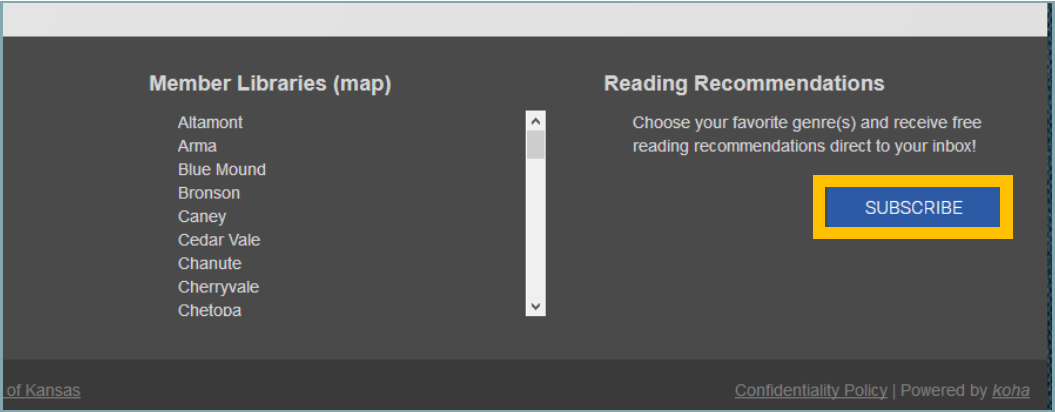 Member Libraries (map)
Altamont
Arma
Blue Mound
Bronson
Caney
Cedar Vale
Chanute
Cherryvale
Chetopa
Reading Recommendations
Choose your favorite genre(s) and receive free
reading recommendations direct to your inbox!
SUBSCRIBE
of Kansas
Confidentiality Policy | Powered by koha